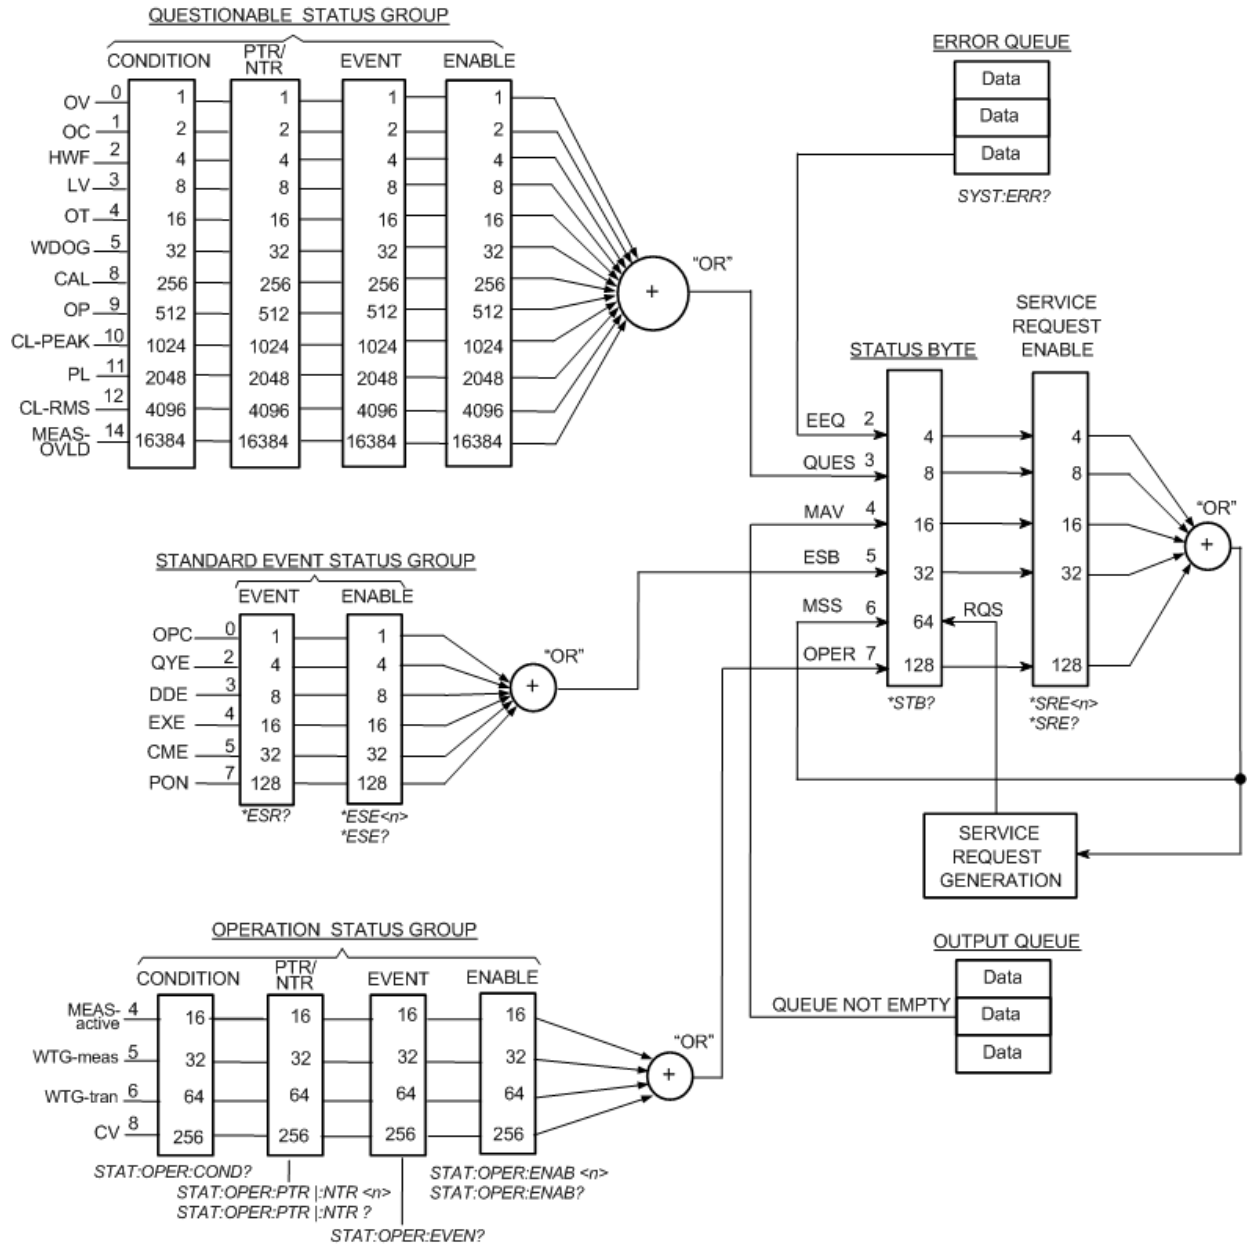 QUESTIONABLE STATUS GROUP
CONDITION
PTR/
NTR
EVENT
ENABLE
OV 0 1 1 1 1
OC 1 2 2 2 2
HWF 2 4 4 4 4
LV 3 8 8 8 8
OT 4 16 16 16 16
WDOG 5 32 32 32 32
CAL 8 256 256 256 256
OP 9 512 512 512 512
CL-PEAK 10 1024 1024 1024 1024
PL 11 2048 2048 2048 2048
CL-RMS 12 4096 4096 4096 4096
MEAS-
OVLD 14 16384 16384 16384 16384
+
"OR"
ERROR QUEUE
Data
Data
Data
SYST:ERR?
STATUS BYTE
SERVICE
REQUEST
ENABLE
EEQ 2 4 4
QUES 3 8 8
MAV 4 16 16
ESB 5 32 32
MSS 6 64 RQS
OPER 7 128 128
*STB?
*SRE<n>
*SRE?
"OR"
+
STANDARD EVENT STATUS GROUP
EVENT
ENABLE
OPC 0 1 1
QYE 2 4 4
DDE 3 8 8
EXE 4 16 16
CME 5 32 32
PON 7 128 128
*ESR?
*ESE<n>
*ESE?
"OR"
+
SERVICE
REQUEST
GENERATION
OPERATION STATUS GROUP
CONDITION
PTR/
NTR
EVENT
ENABLE
MEAS-
active 4 16 16 16 16
WTG-meas 5 32 32 32 32
WTG-tran 6 64 64 64 64
CV 8 256 256 256 256
STAT:OPER:COND?
STAT:OPER:PTR |:NTR <n>
STAT:OPER:PTR |:NTR ?
STAT:OPER:EVEN?
STAT:OPER:ENAB <n>
STAT:OPER:ENAB?
"OR"
+
OUTPUT QUEUE
QUEUE NOT EMPTY
Data
Data
Data